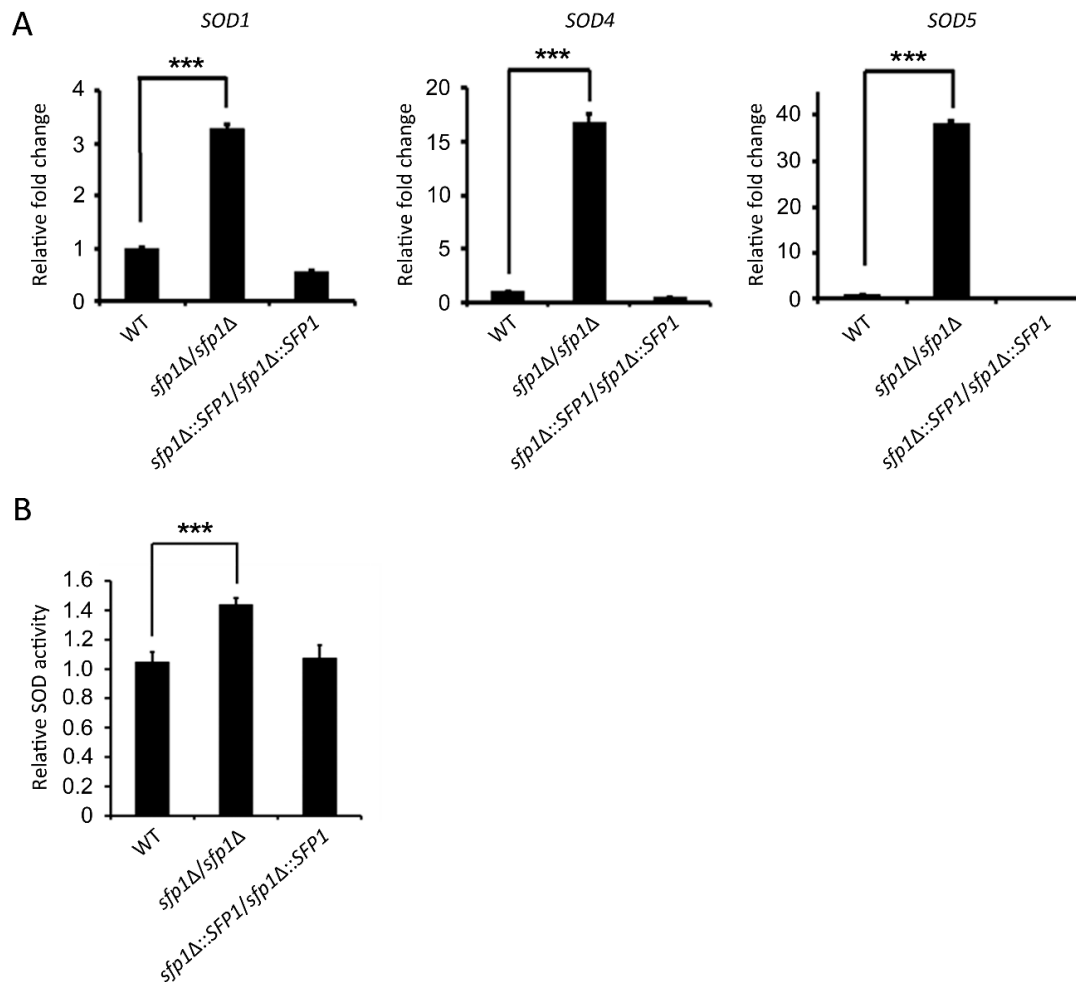 A
SOD1
SOD4
SOD5
***
***
***
Relative fold change
4
3
2
1
0
WT
sfp1Δ/sfp1Δ
sfp1Δ::SFP1/sfp1Δ::SFP1
Relative fold change
20
15
10
5
0
WT
sfp1Δ/sfp1Δ
sfp1Δ::SFP1/sfp1Δ::SFP1
Relative fold change
40
30
20
10
0
WT
sfp1Δ/sfp1Δ
sfp1Δ::SFP1/sfp1Δ::SFP1
B
***
Relative SOD activity
1.6
1.4
1.2
1.0
0.8
0.6
0.4
0.2
0
WT
sfp1Δ/sfp1Δ
sfp1Δ::SFP1/sfp1Δ::SFP1